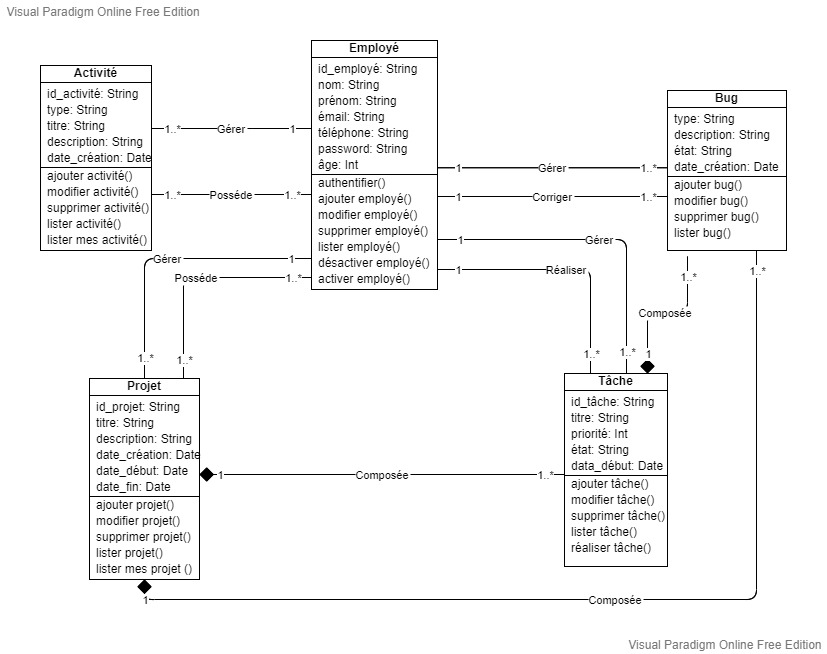 Visual Paradigm Online Free Edition
Activité
id_activité: String
type: String
titre: String
description: String
date_création: Date
ajouter activité()
modifier activité()
supprimer activité()
lister activité()
lister mes activité()
Employé
id_employé: String
nom: String
prénom: String
émail: String
téléphone: String
password: String
âge: Int
authentifier()
ajouter employé()
modifier employé()
supprimer employé()
lister employé()
désactiver employé()
activer employé()
Bug
type: String
description: String
état: String
date_création: Date
ajouter bug()
modifier bug()
supprimer bug()
lister bug()
1..* Gérer 1
1..* Posséde 1..*
1 Gérer 1..*
1 Corriger 1..*
1 Gérer 1..*
1 Réaliser 1..*
Gérer 1
1..*
Posséde 1..*
1..*
1..*
Composée
1
1..*
Projet
id_projet: String
titre: String
description: String
date_création: Date
date_début: Date
date_fin: Date
ajouter projet()
modifier projet()
supprimer projet()
lister projet()
lister mes projet ()
1 Composée 1..*
Tâche
id_tâche: String
titre: String
priorité: Int
état: String
data_début: Date
ajouter tâche()
modifier tâche()
supprimer tâche()
lister tâche()
réaliser tâche()
1 Composée
Visual Paradigm Online Free Edition